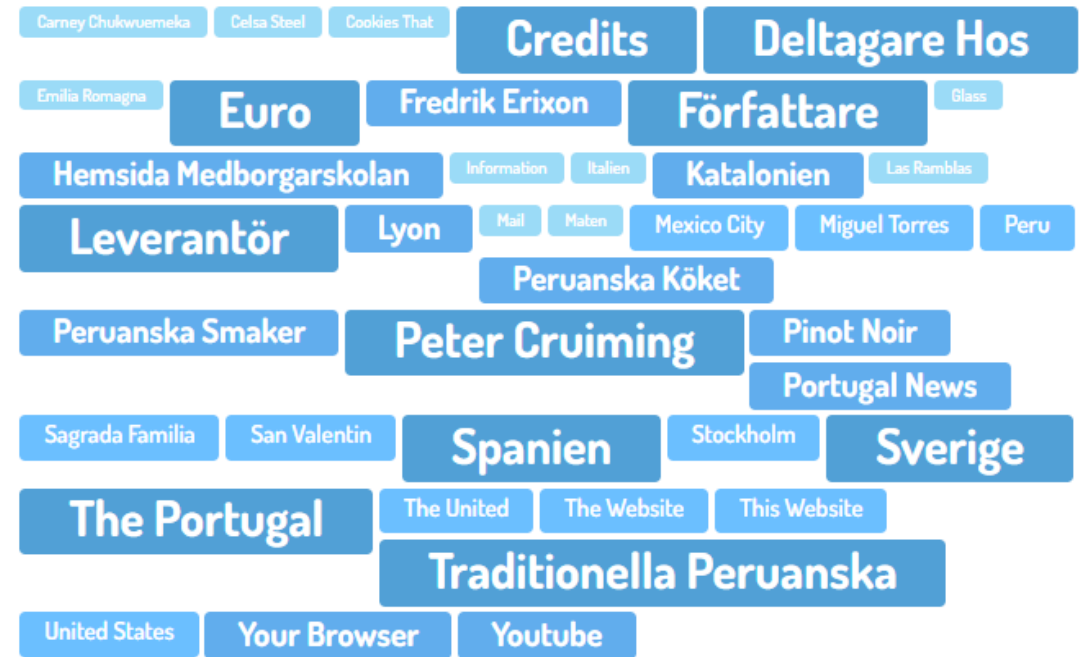 Carney Chukwuemeka Celsa Steel Cookies That Credits Deltagare Hos
Emilia Romagna Euro Fredrik Erixon Författare Glass
Hemsida Medborgarskolan Information Italien Katalonien Las Ramblas
Leverantör Lyon Mail Maten Mexico City Miguel Torres Peru
Peruanska Köket
Peruanska Smaker Peter Cruiming Pinot Noir
Portugal News
Sagrada Familia San Valentin Spanien Stockholm Sverige
The Portugal The United The Website This Website
Traditionella Peruanska
United States Your Browser Youtube